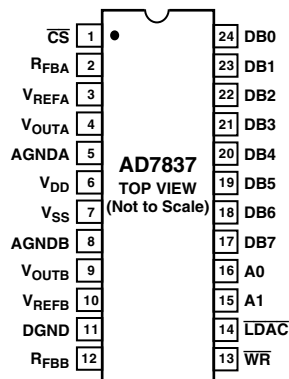 CS 1 24 DB0
RFBA 2 23 DB1
VREFA 3 22 DB2
VOUTA 4 21 DB3
AGNDA 5 20 DB4
AD7837
VDD 6 19 DB5
TOP VIEW
VSS 7 18 DB6
(Not to Scale)
AGNDB 8 17 DB7
VOUTB 9 16 A0
VREFB 10 15 A1
DGND 11 14 LDAC
RFBB 12 13 WR